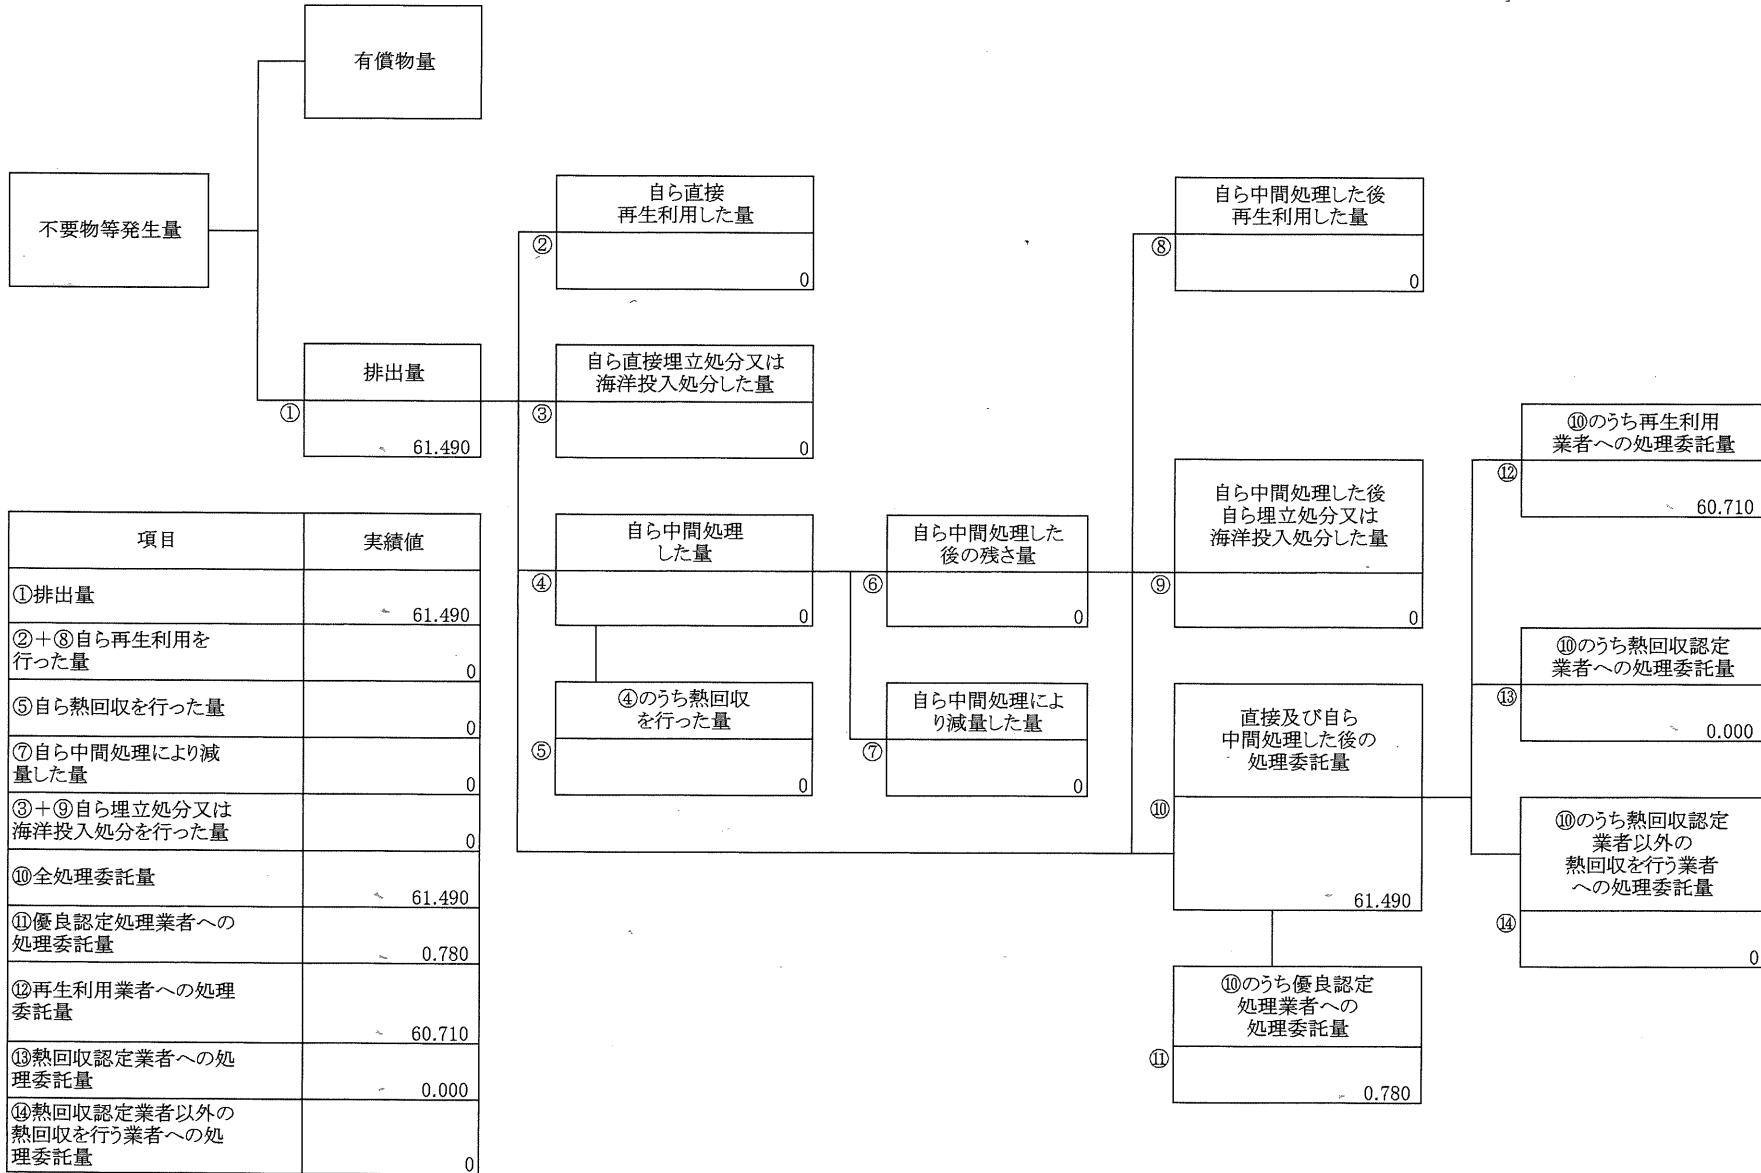 有償物量
不要物等発生量
排出量
①
61.490
自ら直接
再生利用した量
②
0
自ら直接埋立処分又は
海洋投入処分した量
③
0
自ら中間処理
した量
④
0
④のうち熱回収
を行った量
⑤
0
自ら中間処理した
後の残さ量
⑥
0
自ら中間処理によ
り減量した量
⑦
0
自ら中間処理した後
再生利用した量
⑧
0
自ら中間処理した後
自ら埋立処分又は
海洋投入処分した量
⑨
0
直接及び自ら
中間処理した後の
処理委託量
⑩
61.490
⑩のうち優良認定
処理業者への
処理委託量
⑪
0.780
⑩のうち再生利用
業者への処理委託量
⑫
60.710
⑩のうち熱回収認定
業者への処理委託量
⑬
0.000
⑩のうち熱回収認定
業者以外の
熱回収を行う業者
への処理委託量
⑭
0
項目 実績値
①排出量
61.490
②+⑧自ら再生利用を
行った量
0
⑤自ら熱回収を行った量
0
⑦自ら中間処理により減
量した量
0
③+⑨自ら埋立処分又は
海洋投入処分を行った量
0
⑩全処理委託量
61.490
⑪優良認定処理業者への
処理委託量
0.780
⑫再生利用業者への処理
委託量
60.710
⑬熱回収認定業者への処
理委託量
0.000
⑭熱回収認定業者以外の
熱回収を行う業者への処
理委託量
0